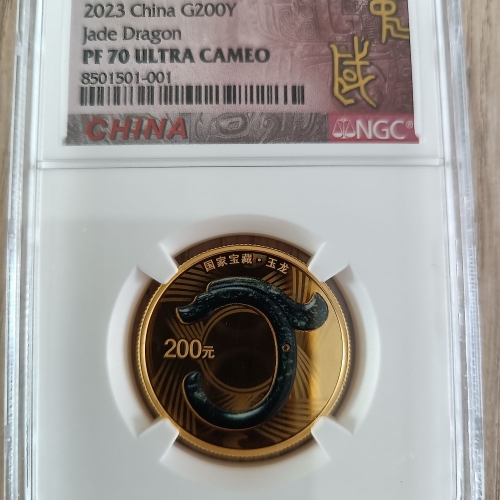 2023 China G200Y
Jade Dragon
PF 70 ULTRA CAMEO
8501501-001
CHINA
NGC®
国家宝藏·玉龙
200元